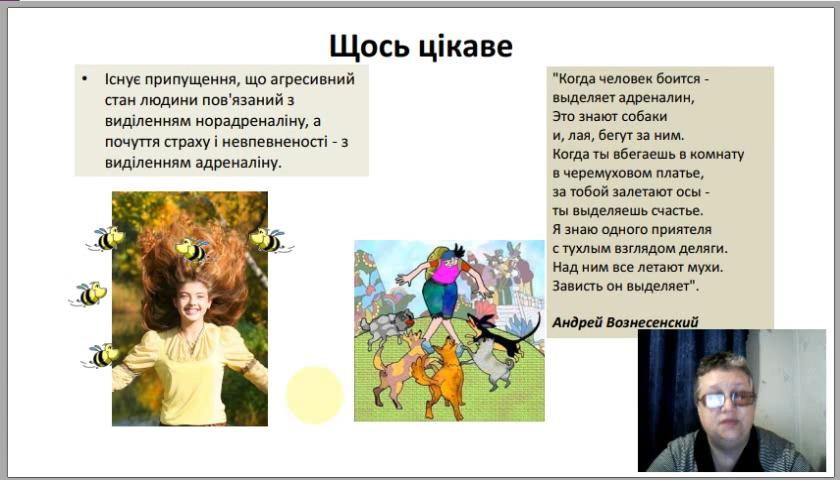 Щось цікаве
• Існує припущення, що агресивний
стан людини пов'язаний з
виділенням норадреналіну, а
почуття страху і невпевненості - з
виділенням адреналіну.
"Когда человек боится -
выделяет адреналин,
Это знают собаки
и, лая, бегут за ним.
Когда ты вбегаешь в комнату
в черемуховом платье,
за тобой залетают осы -
ты выделяешь счастье.
Я знаю одного приятеля
с тухлым взглядом деляги.
Над ним все летают мухи.
Зависть он выделяет".
Андрей Вознесенский